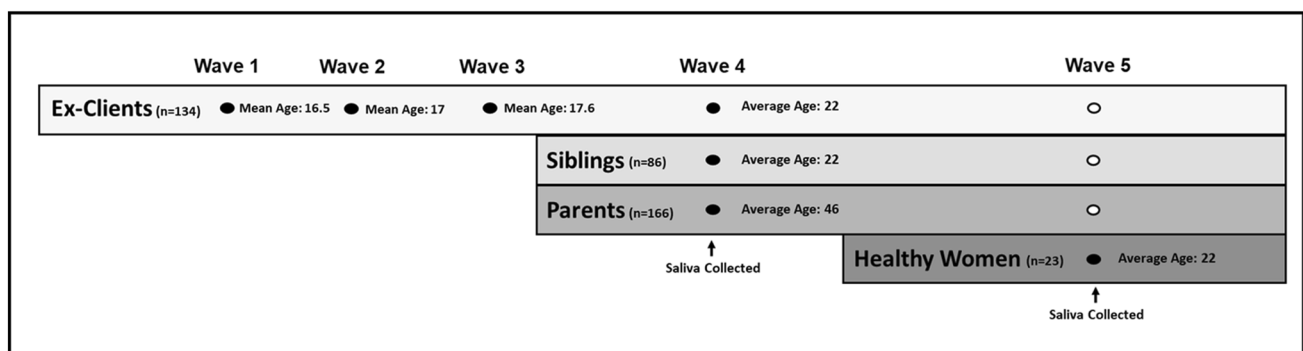 Wave 1 Wave 2 Wave 3 Wave 4 Wave 5
Ex-Clients (n=134) Mean Age: 16.5 Mean Age: 17 Mean Age: 17.6 Average Age: 22
Siblings (n=86) Average Age: 22
Parents (n=166) Average Age: 46
Healthy Women (n=23) Average Age: 22
Saliva Collected
Saliva Collected